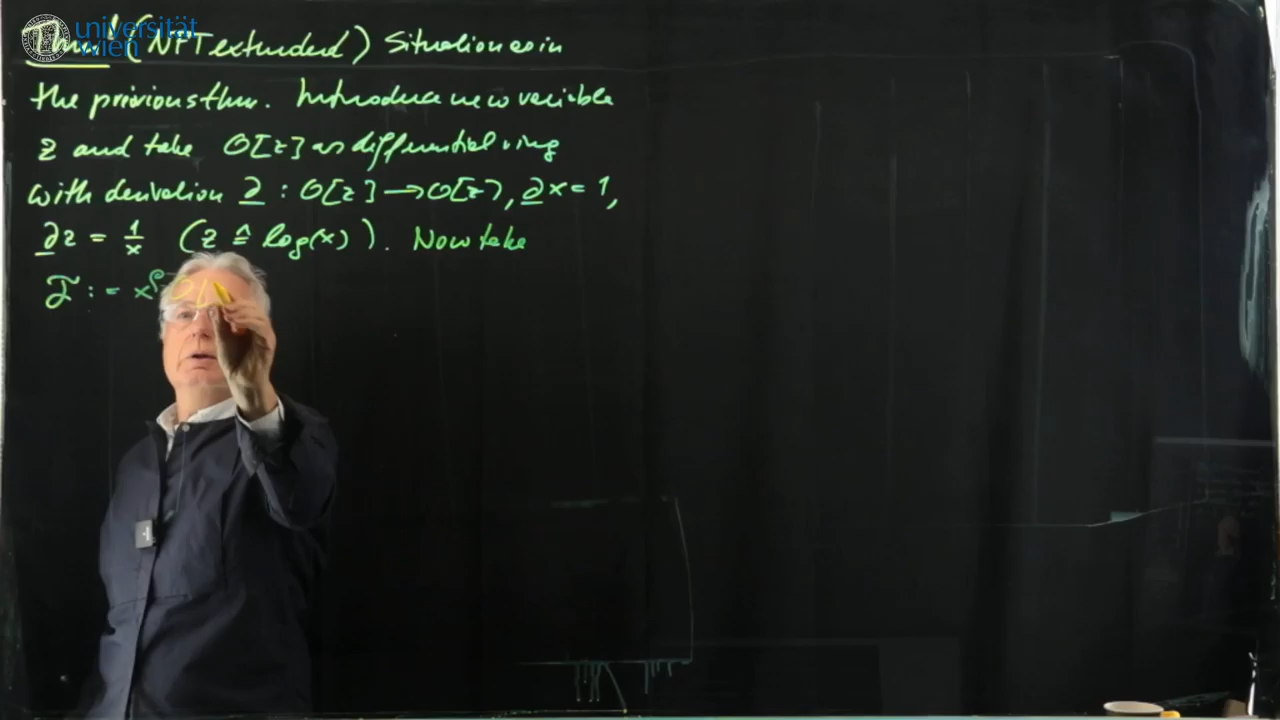 universität
wien
Thm (NFT extended) Situation as in
the previous thm. Introduce new variable
z and take O[z] as differential ring
with derivation ∂ : O[z] → O[z], ∂x = 1,
∂z = 1/x (z ≙ log(x)). Now take
F := x^ρ